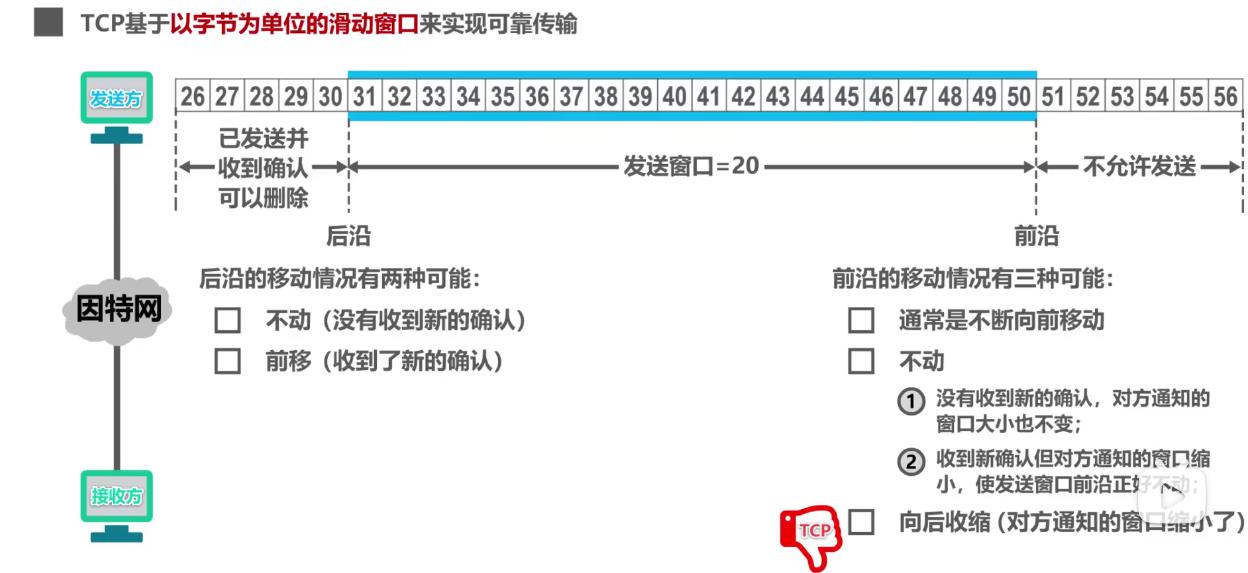 TCP基于以字节为单位的滑动窗口来实现可靠传输
发送方
26 27 28 29 30 31 32 33 34 35 36 37 38 39 40 41 42 43 44 45 46 47 48 49 50 51 52 53 54 55 56
已发送并
收到确认
可以删除
发送窗口=20
不允许发送
后沿
前沿
后沿的移动情况有两种可能：
不动（没有收到新的确认）
前移（收到了新的确认）
因特网
接收方
前沿的移动情况有三种可能：
通常是不断向前移动
不动
① 没有收到新的确认，对方通知的
窗口大小也不变；
② 收到新确认但对方通知的窗口缩
小，使发送窗口前沿正好不动；
TCP
向后收缩（对方通知的窗口缩小了）